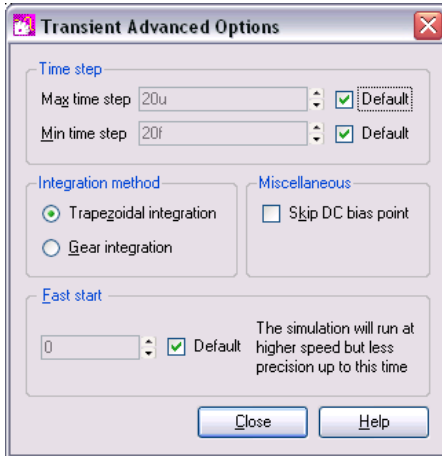 Transient Advanced Options
Time step
Max time step 20u Default
Min time step 20f Default
Integration method
Trapezoidal integration
Gear integration
Miscellaneous
Skip DC bias point
Fast start
0 Default
The simulation will run at
higher speed but less
precision up to this time
Close Help